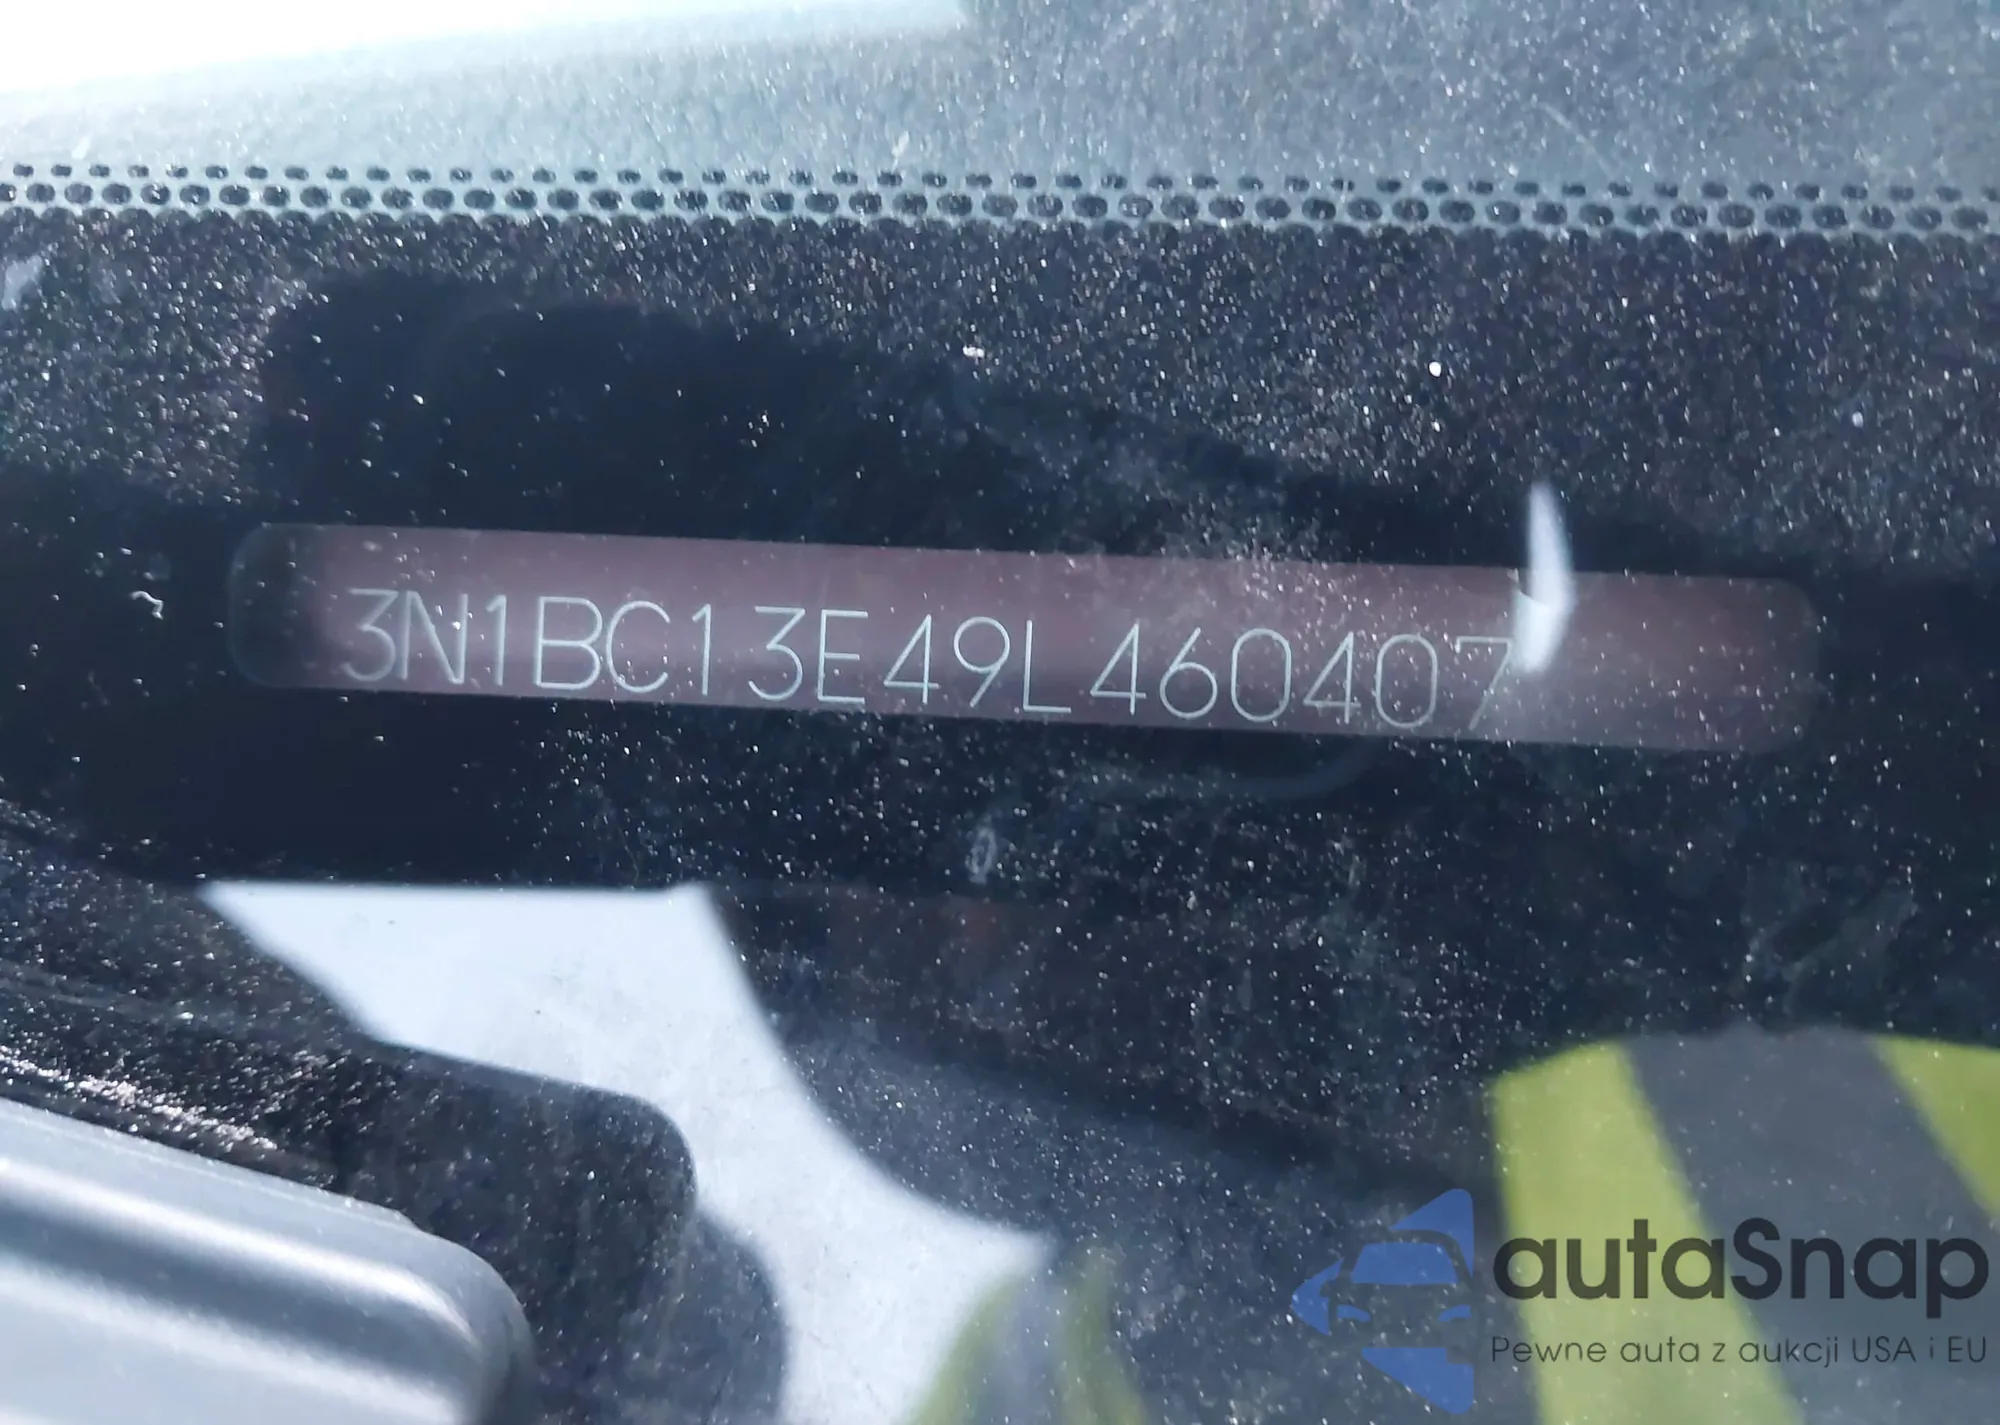 3N1BC13E49L460407
autaSnap
Pewne auta z aukcji USA i EU